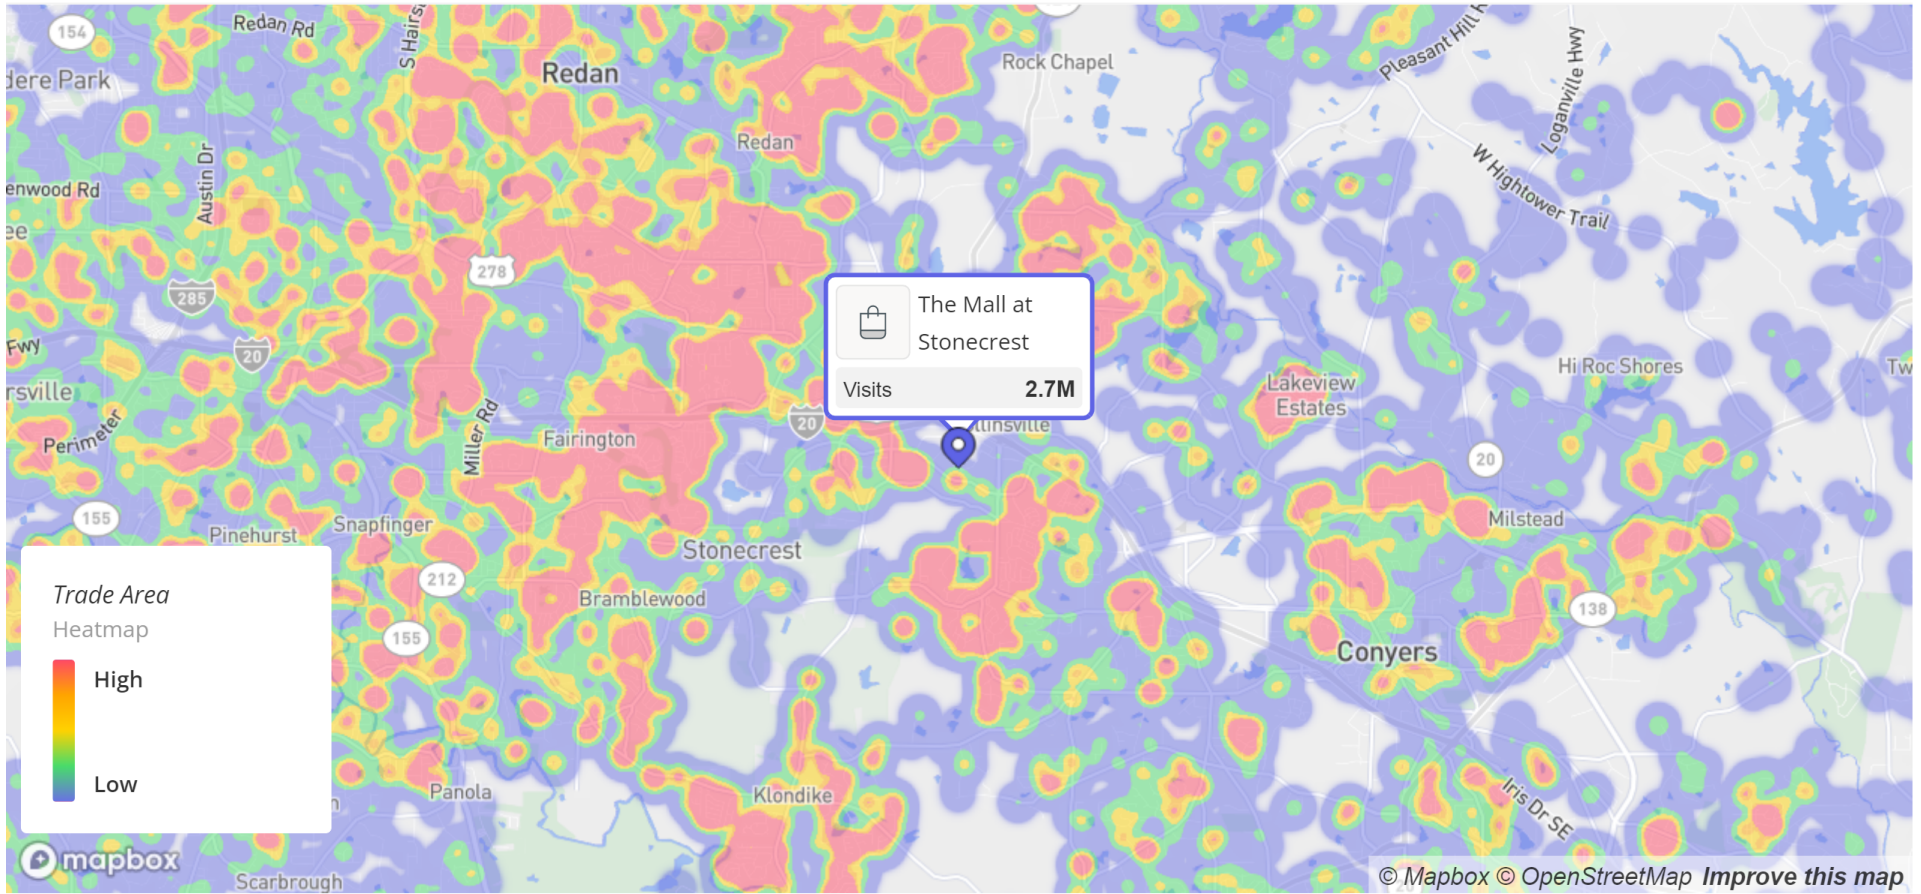 154
Redan Rd
S Hairs
Redan
Rock Chapel
Pleasant Hill R
Loganville Hwy
dere Park
Redan
W Hightower Trail
enwood Rd
Austin Dr
ee
278
285
The Mall at
Stonecrest
Visits 2.7M
Fwy
20
Hi Roc Shores
Tw
rsville
Lakeview
Estates
Perimeter
Miller Rd
Fairington
20
llinsville
20
155
Pinehurst
Snapfinger
Milstead
Stonecrest
212
Bramblewood
138
155
Conyers
Trade Area
Heatmap
High
Low
Panola
n
Klondike
Iris Dr SE
mapbox
Scarbrough
20
© Mapbox © OpenStreetMap Improve this map